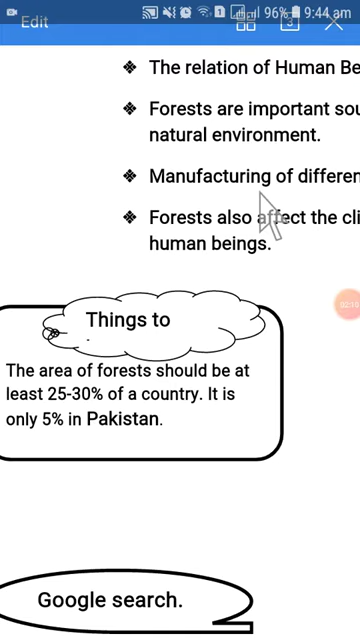 Edit 3 96% 9:44 am
❖ The relation of Human Be
❖ Forests are important sou
natural environment.
❖ Manufacturing of differen
❖ Forests also affect the cli
human beings.
Things to
The area of forests should be at
least 25-30% of a country. It is
only 5% in Pakistan.
Google search.